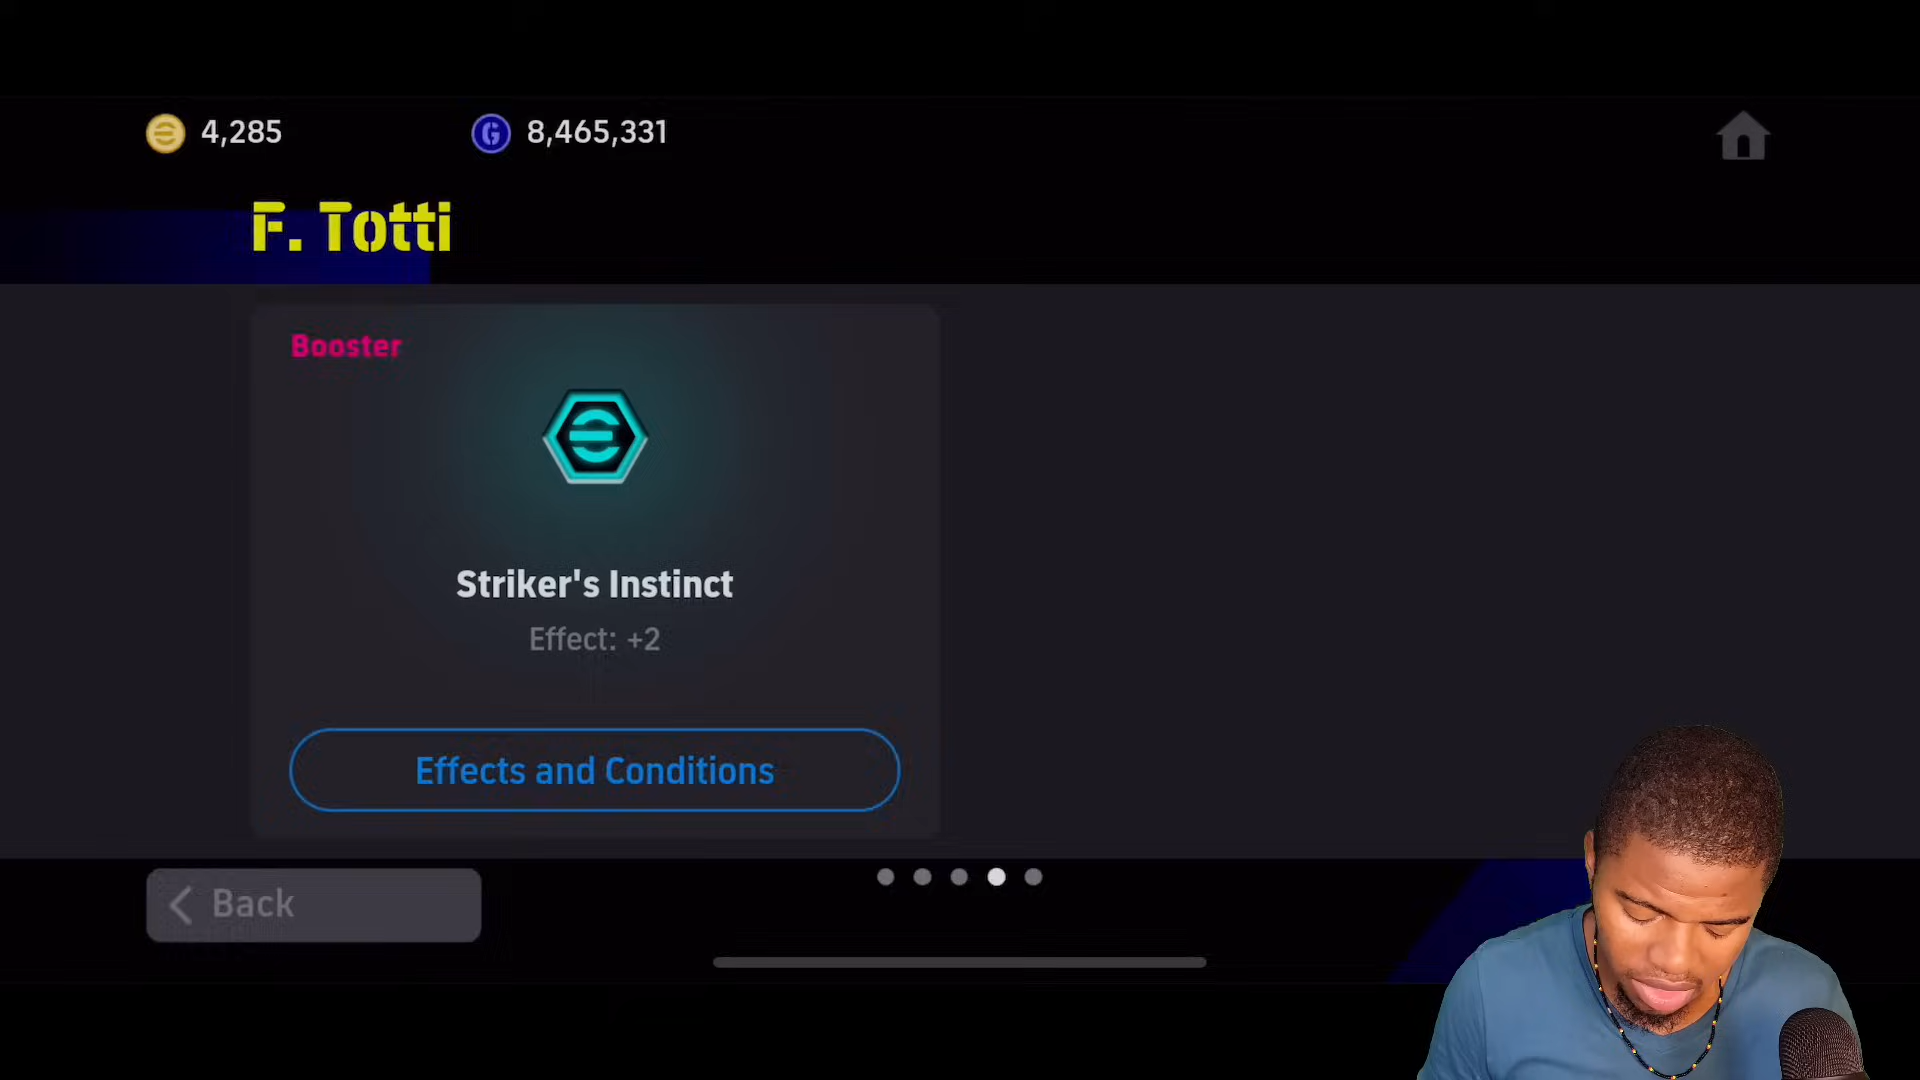 4,285
8,465,331
F. Totti
Booster
Striker's Instinct
Effect: +2
Effects and Conditions
Back